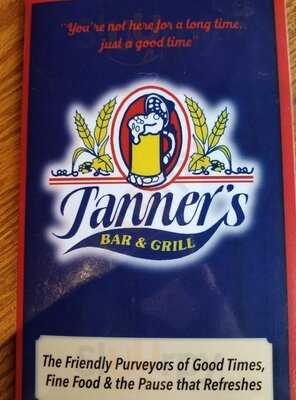 "You're not here for a long time..
just a good time"
Tanner's
BAR & GRILL
The Friendly Purveyors of Good Times,
Fine Food & the Pause that Refreshes